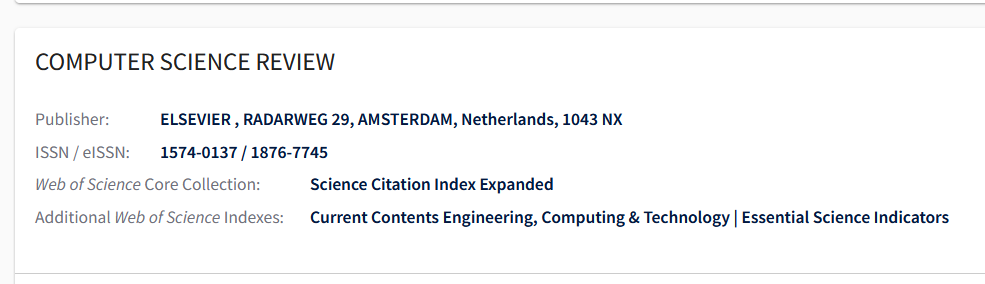 COMPUTER SCIENCE REVIEW
Publisher: ELSEVIER , RADARWEG 29, AMSTERDAM, Netherlands, 1043 NX
ISSN / eISSN: 1574-0137 / 1876-7745
Web of Science Core Collection: Science Citation Index Expanded
Additional Web of Science Indexes: Current Contents Engineering, Computing & Technology | Essential Science Indicators